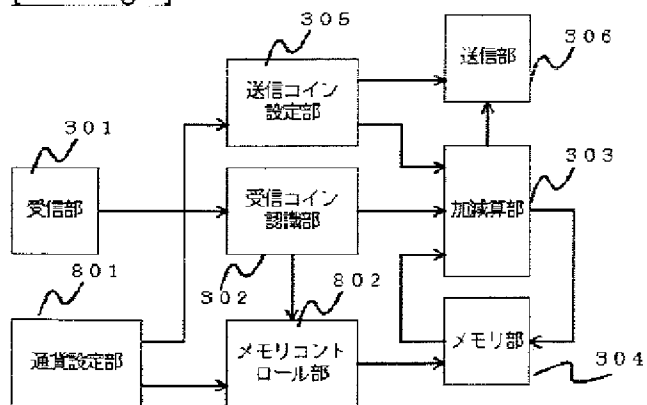 305
306
送信部
送信コイン
設定部
301
303
受信部
受信コイン
認識部
加減算部
801
302
802
通貨設定部
メモリコント
ロール部
メモリ部
304